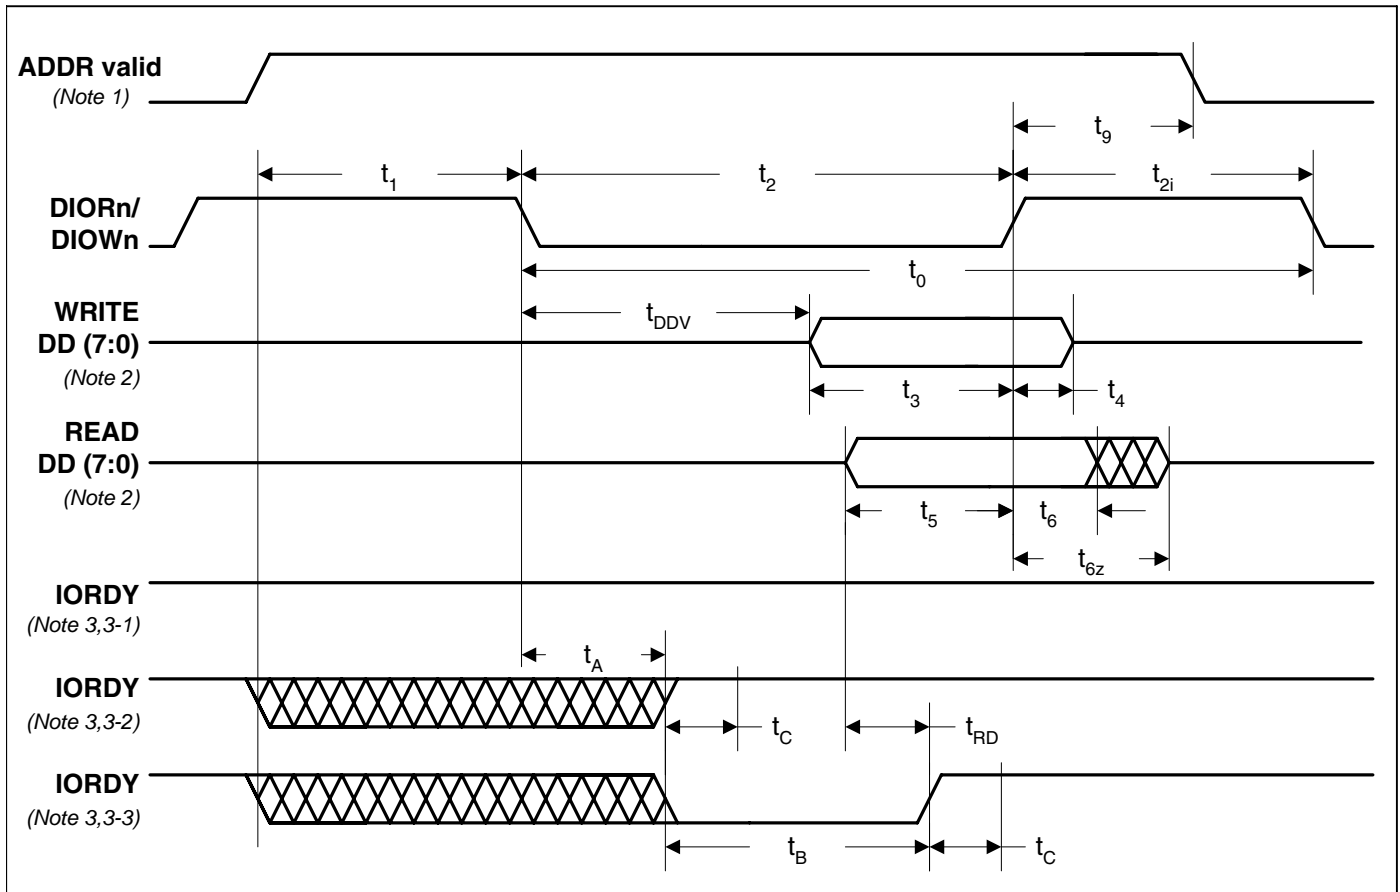 ADDR valid
(Note 1)
t9
t1
t2
t2i
DIORn/
DIOWn
t0
WRITE
DD (7:0)
(Note 2)
tDDV
t3
t4
READ
DD (7:0)
(Note 2)
t5
t6
t6z
IORDY
(Note 3,3-1)
tA
IORDY
(Note 3,3-2)
tC
tRD
IORDY
(Note 3,3-3)
tB
tC